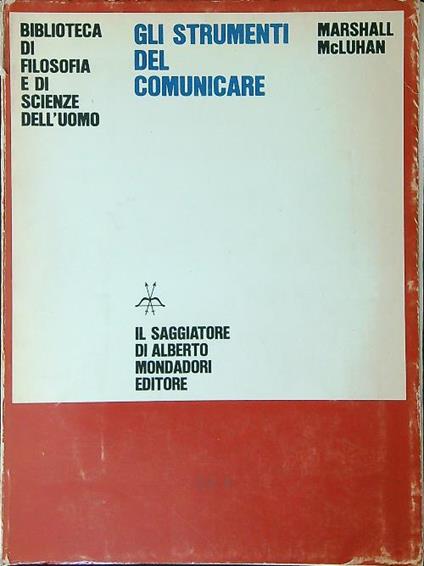 BIBLIOTECA
DI
FILOSOFIA
E DI
SCIENZE
DELL'UOMO
GLI STRUMENTI
DEL
COMUNICARE
MARSHALL
McLUHAN
IL SAGGIATORE
DI ALBERTO
MONDADORI
EDITORE